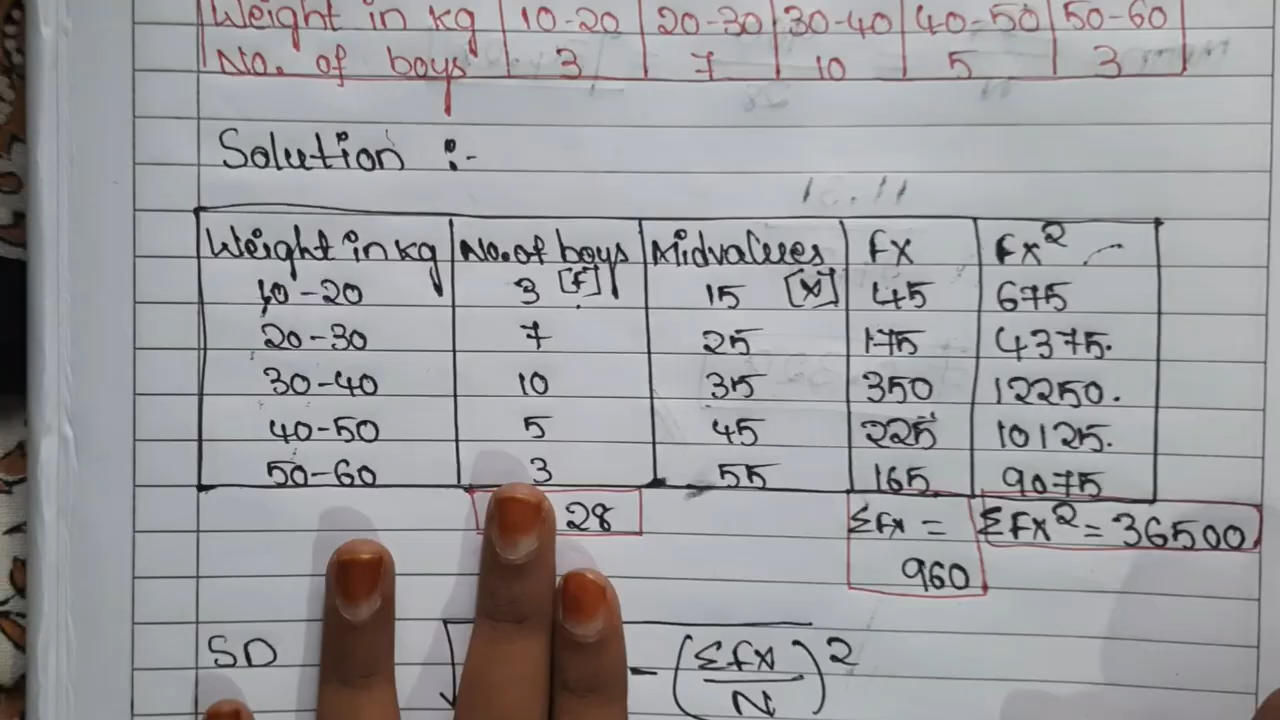 Weight in kg 10-20 20-30 30-40 40-50 50-60
No. of boys 3 7 10 5 3
Solution :-
Weight in kg No. of boys [f] Midvalues [x] fx fx²
10-20 3 15 45 675
20-30 7 25 175 4375.
30-40 10 35 350 12250.
40-50 5 45 225 10125.
50-60 3 55 165 9075
28 Σfx = 960 Σfx² = 36500
SD √ - (Σfx/N)²